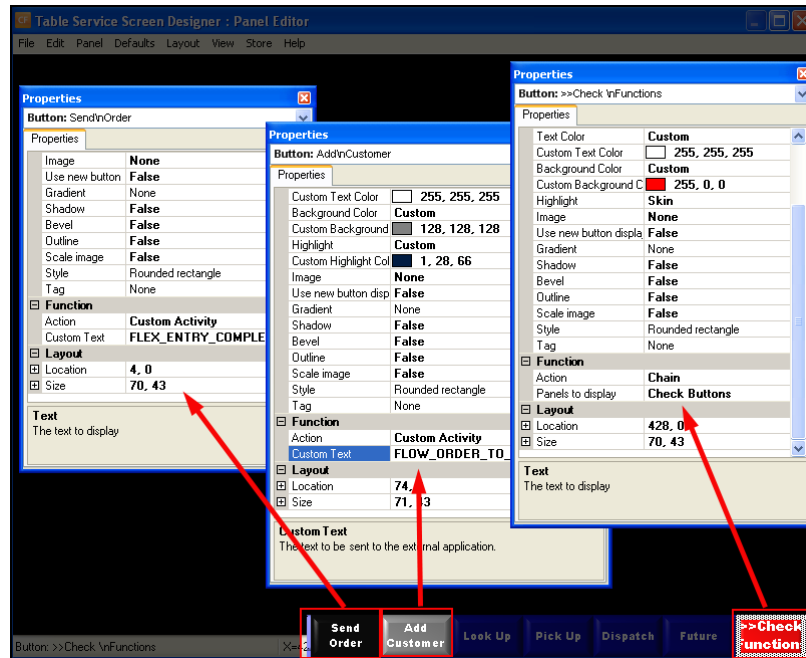 CF Table Service Screen Designer : Panel Editor
File Edit Panel Defaults Layout View Store Help
Properties
Button: Send\nOrder
Properties
Image None
Use new button False
Gradient None
Shadow False
Bevel False
Outline False
Scale image False
Style Rounded rectangle
Tag None
Function
Action Custom Activity
Custom Text FLEX_ENTRY_COMPLE
Layout
Location 4, 0
Size 70, 43
Text
The text to display
Properties
Button: Add\nCustomer
Properties
Custom Text Color 255, 255, 255
Background Color Custom
Custom Background 128, 128, 128
Highlight Custom
Custom Highlight Col 1, 28, 66
Image None
Use new button disp False
Gradient None
Shadow False
Bevel False
Outline False
Scale image False
Style Rounded rectangle
Tag None
Function
Action Custom Activity
Custom Text FLOW_ORDER_TO_
Layout
Location 74,
Size 71, 43
Custom Text
The text to be sent to the external application.
Properties
Button: >>Check \nFunctions
Properties
Text Color Custom
Custom Text Color 255, 255, 255
Background Color Custom
Custom Background C 255, 0, 0
Highlight Skin
Image None
Use new button displa False
Gradient None
Shadow False
Bevel False
Outline False
Scale image False
Style Rounded rectangle
Tag None
Function
Action Chain
Panels to display Check Buttons
Layout
Location 428, 0
Size 70, 43
Text
The text to display
Send
Order
Add
Customer
Look Up
Pick Up
Dispatch
Future
>>Check
Function
Button: >>Check \nFunctions